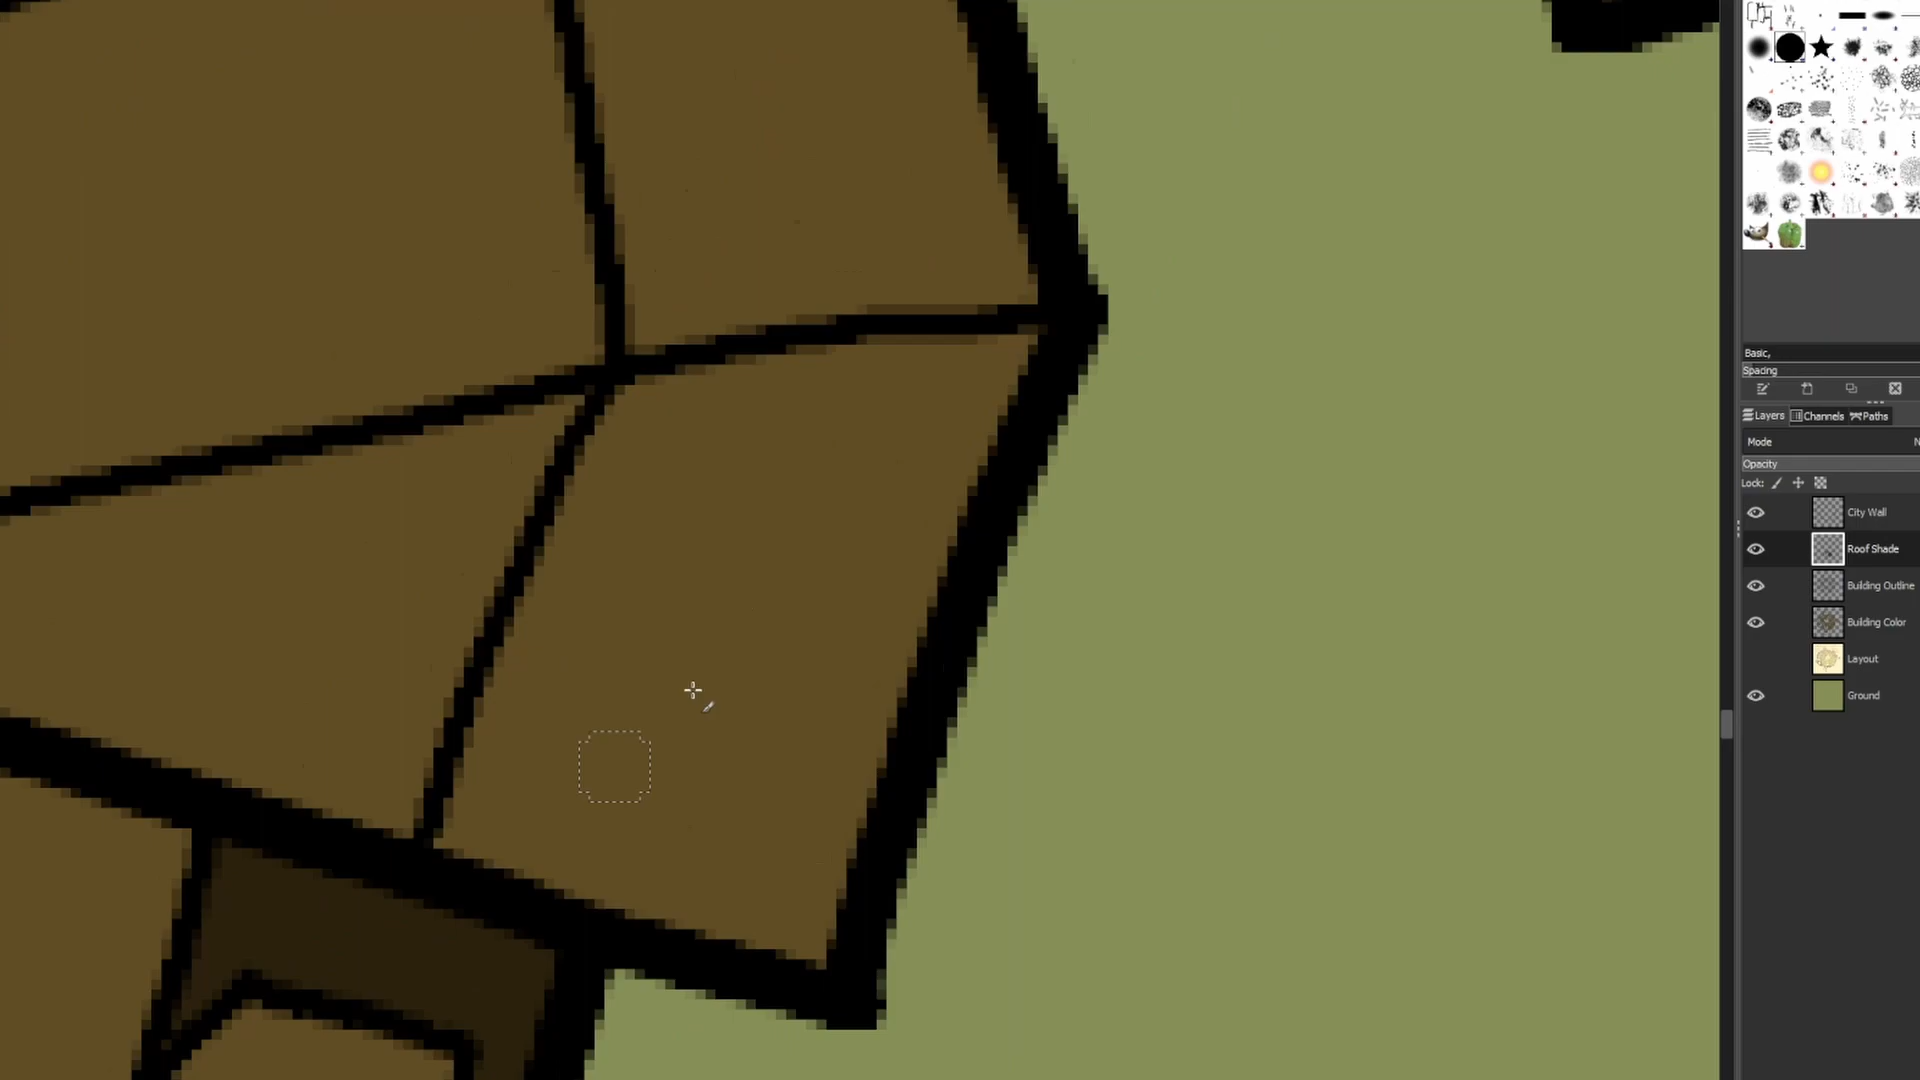 Basic,
Spacing
Layers Channels Paths
Mode N
Opacity
Lock:
City Wall
Roof Shade
Building Outline
Building Color
Layout
Ground